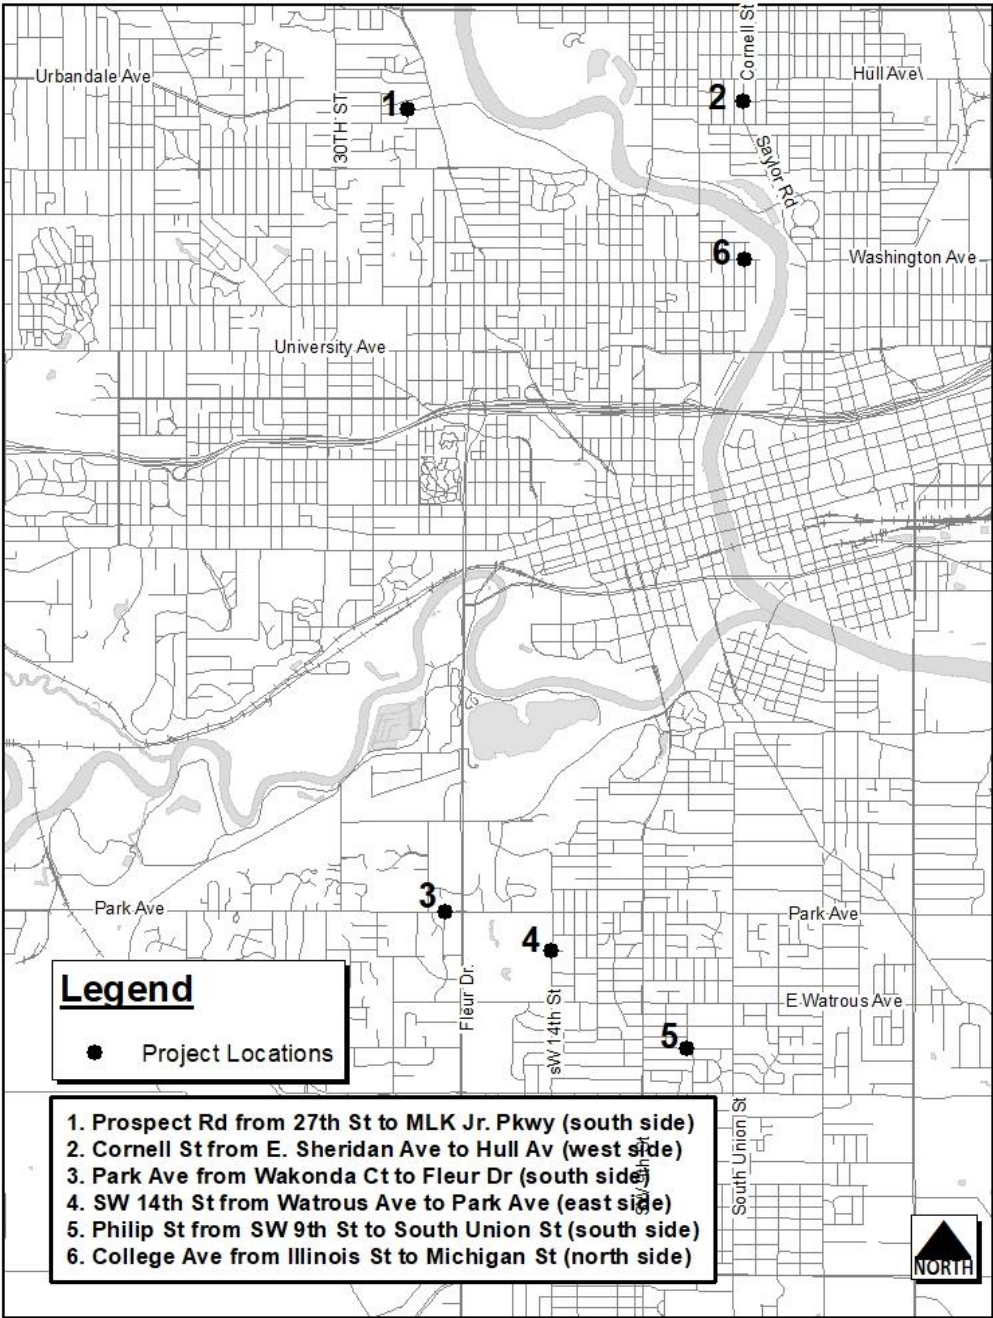 Cornell St
Urbandale Ave
Hull Ave
30TH ST
1
2
Saylor Rd
6
Washington Ave
University Ave
3
Park Ave
Park Ave
4
Fleur Dr.
sW 14th St
E Watrous Ave
5
Legend
Project Locations
South Union St
1. Prospect Rd from 27th St to MLK Jr. Pkwy (south side)
2. Cornell St from E. Sheridan Ave to Hull Av (west side)
3. Park Ave from Wakonda Ct to Fleur Dr (south side)
4. SW 14th St from Watrous Ave to Park Ave (east side)
5. Philip St from SW 9th St to South Union St (south side)
6. College Ave from Illinois St to Michigan St (north side)
NORTH